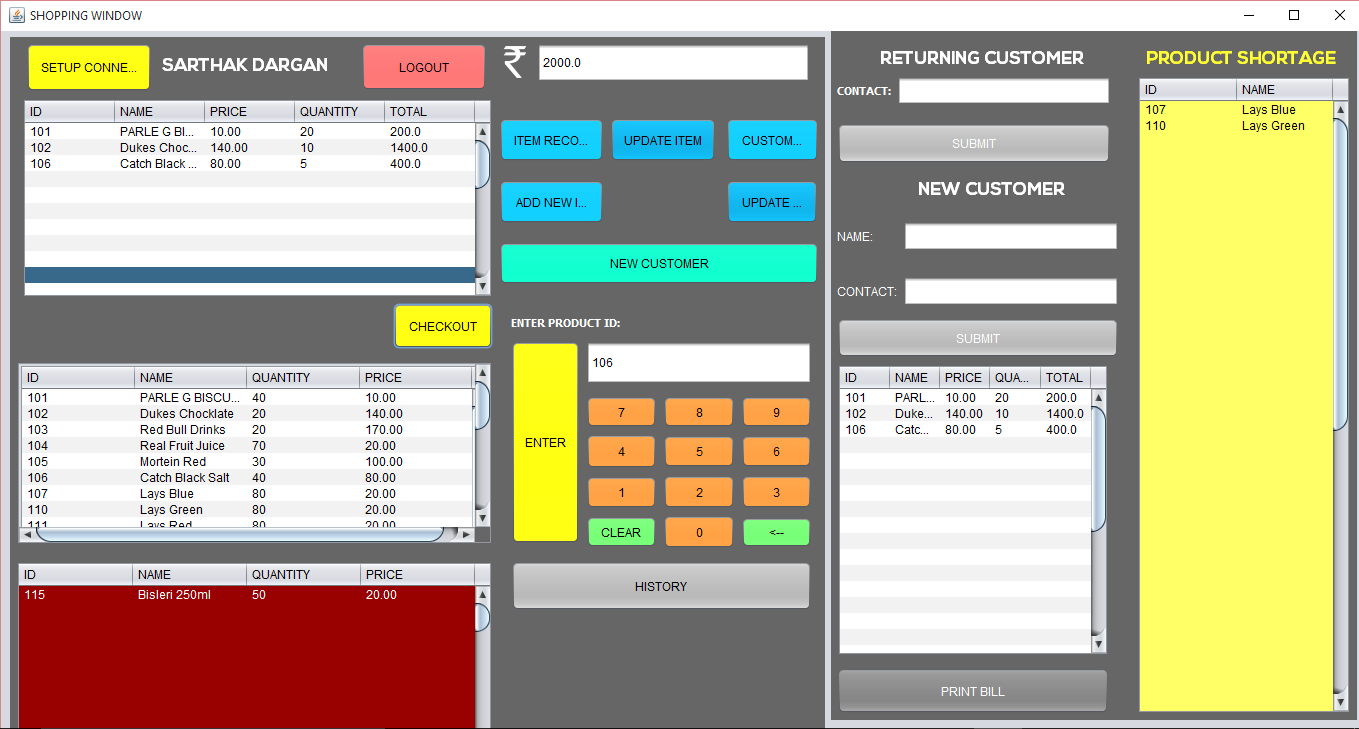 SHOPPING WINDOW
SETUP CONNE...
SARTHAK DARGAN
LOGOUT
₹
2000.0
ID NAME PRICE QUANTITY TOTAL
101 PARLE G BI... 10.00 20 200.0
102 Dukes Choc... 140.00 10 1400.0
106 Catch Black ... 80.00 5 400.0
ITEM RECO...
UPDATE ITEM
CUSTOM...
ADD NEW I...
UPDATE ...
NEW CUSTOMER
CHECKOUT
ENTER PRODUCT ID:
106
ENTER
7 8 9
4 5 6
1 2 3
CLEAR 0 <--
HISTORY
ID NAME QUANTITY PRICE
101 PARLE G BISCU... 40 10.00
102 Dukes Chocklate 20 140.00
103 Red Bull Drinks 20 170.00
104 Real Fruit Juice 70 20.00
105 Mortein Red 30 100.00
106 Catch Black Salt 40 80.00
107 Lays Blue 80 20.00
110 Lays Green 80 20.00
111 Lays Red 80 20.00
ID NAME QUANTITY PRICE
115 Bisleri 250ml 50 20.00
RETURNING CUSTOMER
CONTACT:
SUBMIT
NEW CUSTOMER
NAME:
CONTACT:
SUBMIT
ID NAME PRICE QUA... TOTAL
101 PARL... 10.00 20 200.0
102 Duke... 140.00 10 1400.0
106 Catc... 80.00 5 400.0
PRINT BILL
PRODUCT SHORTAGE
ID NAME
107 Lays Blue
110 Lays Green